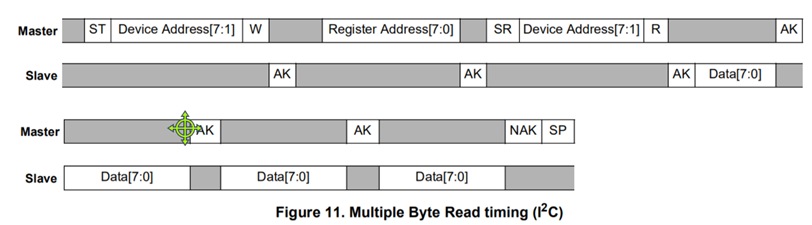 Master ST Device Address[7:1] W Register Address[7:0] SR Device Address[7:1] R AK
Slave AK AK AK Data[7:0]
Master AK AK NAK SP
Slave Data[7:0] Data[7:0] Data[7:0]
Figure 11. Multiple Byte Read timing (I2C)